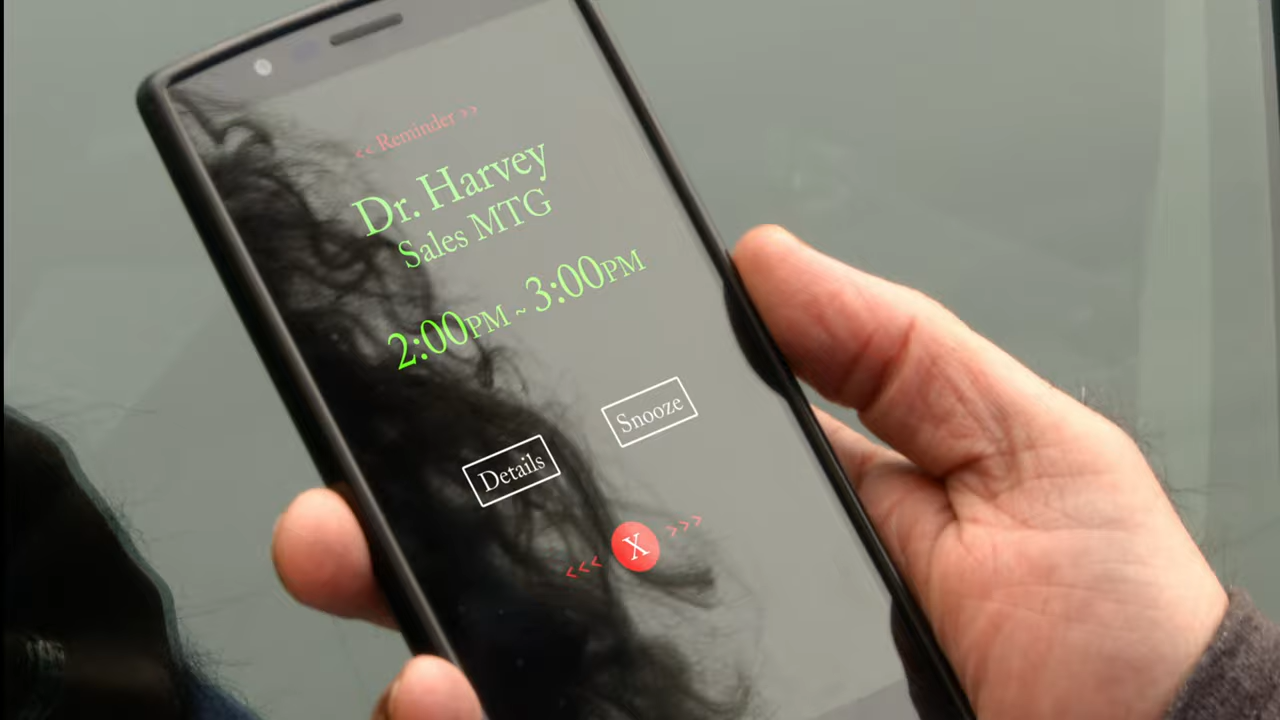 << Reminder >>
Dr. Harvey
Sales MTG
2:00PM ~ 3:00PM
Snooze
Details
<<< X >>>